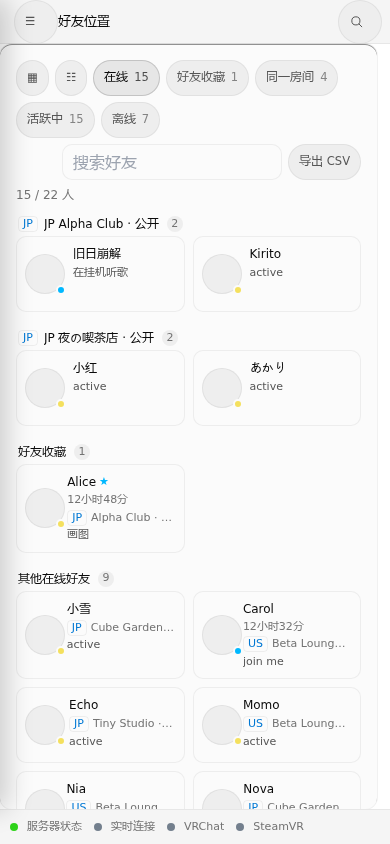 好友位置
在线 15 好友收藏 1 同一房间 4
活跃中 15 离线 7
搜索好友 导出 CSV
15 / 22 人
JP JP Alpha Club · 公开 2
旧日崩解
在挂机听歌
Kirito
active
JP JP 夜の喫茶店 · 公开 2
小红
active
あかり
active
好友收藏 1
Alice ★
12小时48分
JP Alpha Club · ...
画图
其他在线好友 9
小雪
JP Cube Garden...
active
Carol
12小时32分
US Beta Loung...
join me
Echo
JP Tiny Studio ·...
active
Momo
US Beta Loung...
active
Nia
US Beta Loung
Nova
JP Cube Garden
服务器状态 实时连接 VRChat SteamVR